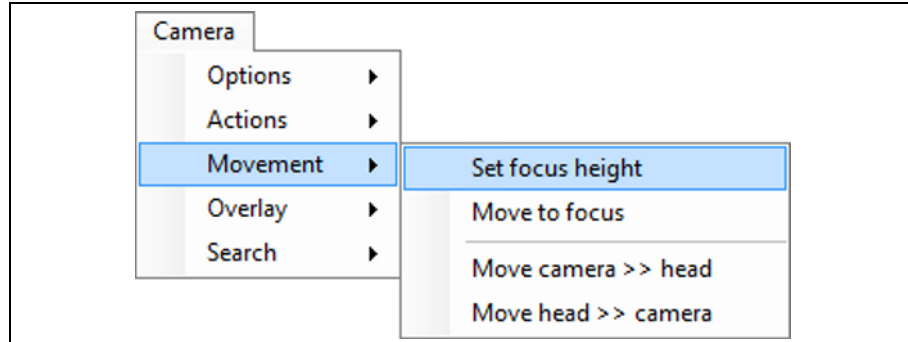 Camera
Options
Actions
Movement
Overlay
Search
Set focus height
Move to focus
Move camera >> head
Move head >> camera